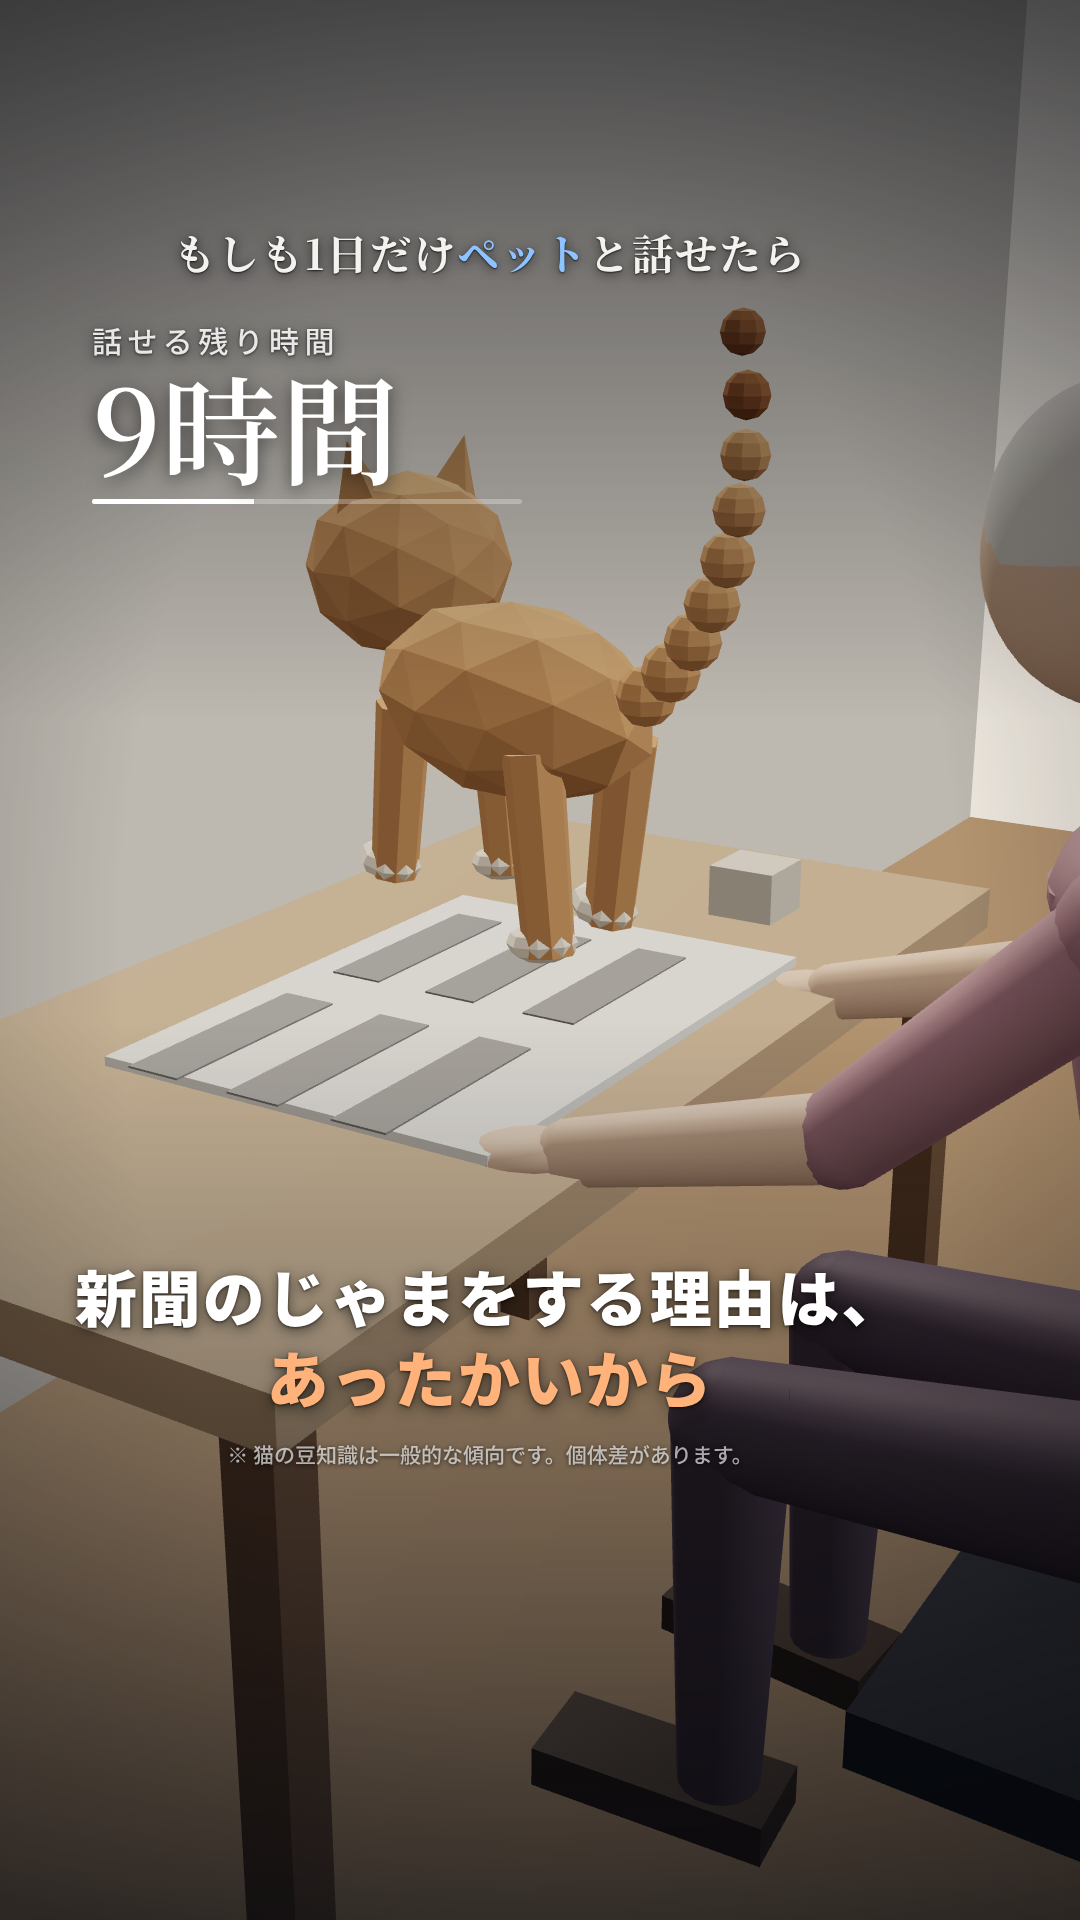 もしも1日だけペットと話せたら
話せる残り時間
9時間
新聞のじゃまをする理由は、
あったかいから
※ 猫の豆知識は一般的な傾向です。個体差があります。